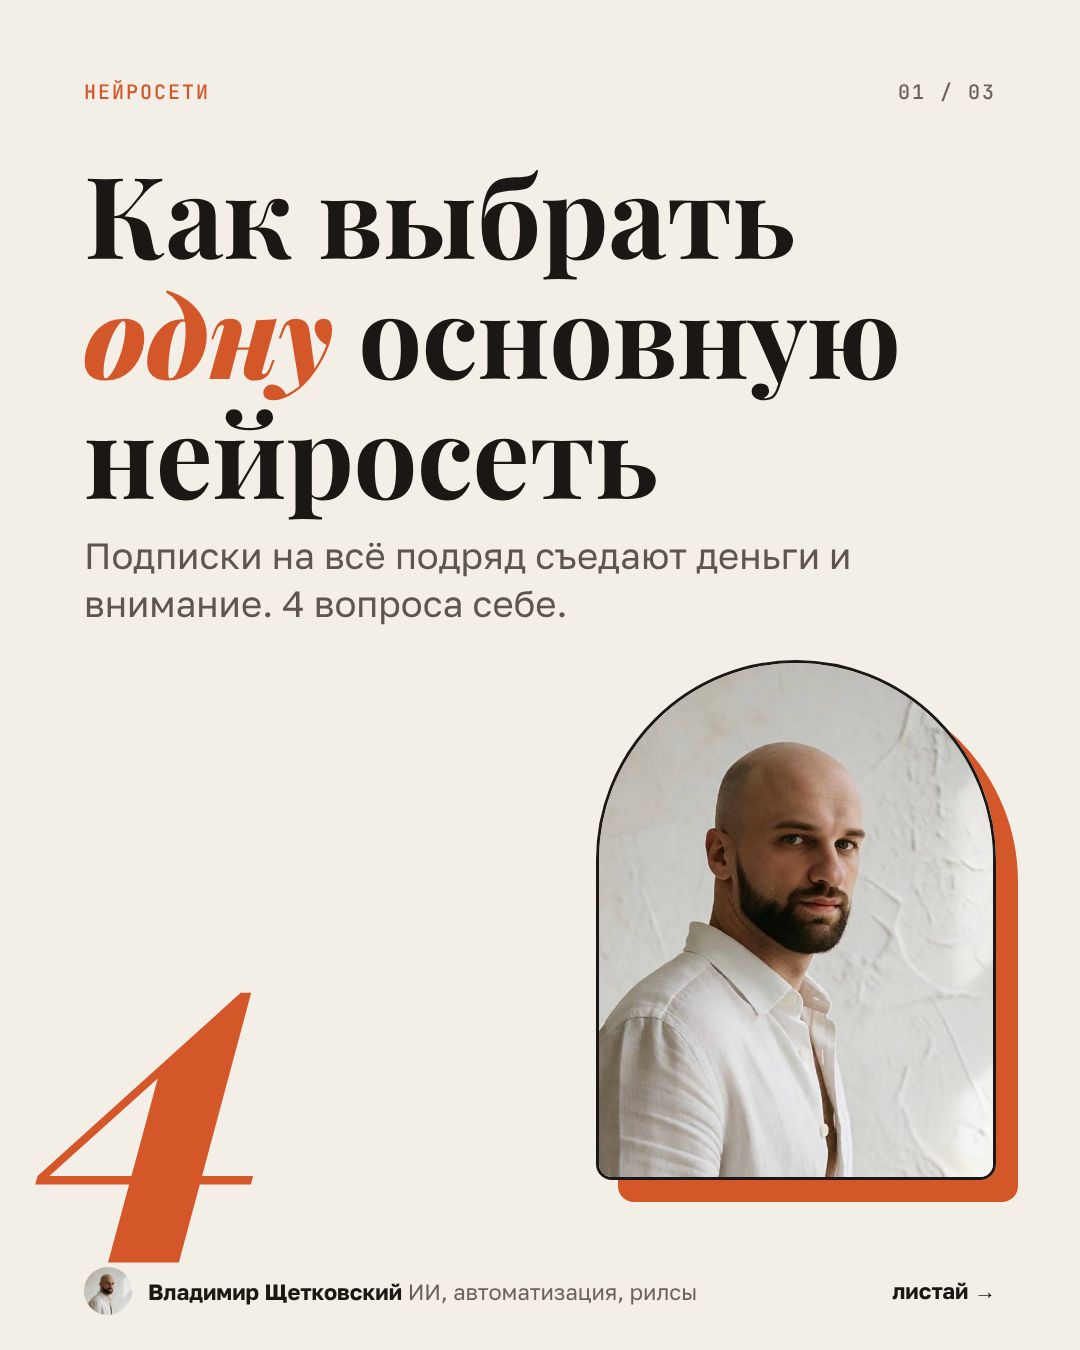 НЕЙРОСЕТИ
01 / 03
Как выбрать
одну основную
нейросеть
Подписки на всё подряд съедают деньги и
внимание. 4 вопроса себе.
4
Владимир Щетковский ИИ, автоматизация, рилсы
листай →